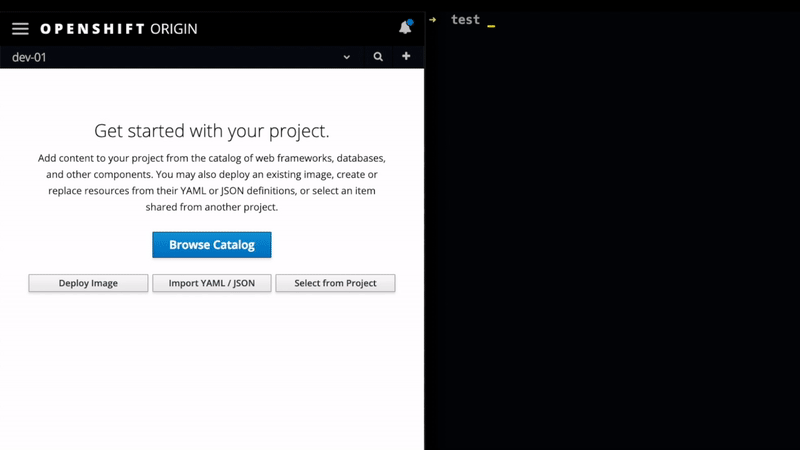 OPENSHIFT ORIGIN
dev-01
Get started with your project.
Add content to your project from the catalog of web frameworks, databases,
and other components. You may also deploy an existing image, create or
replace resources from their YAML or JSON definitions, or select an item
shared from another project.
Browse Catalog
Deploy Image
Import YAML / JSON
Select from Project
➜ test _